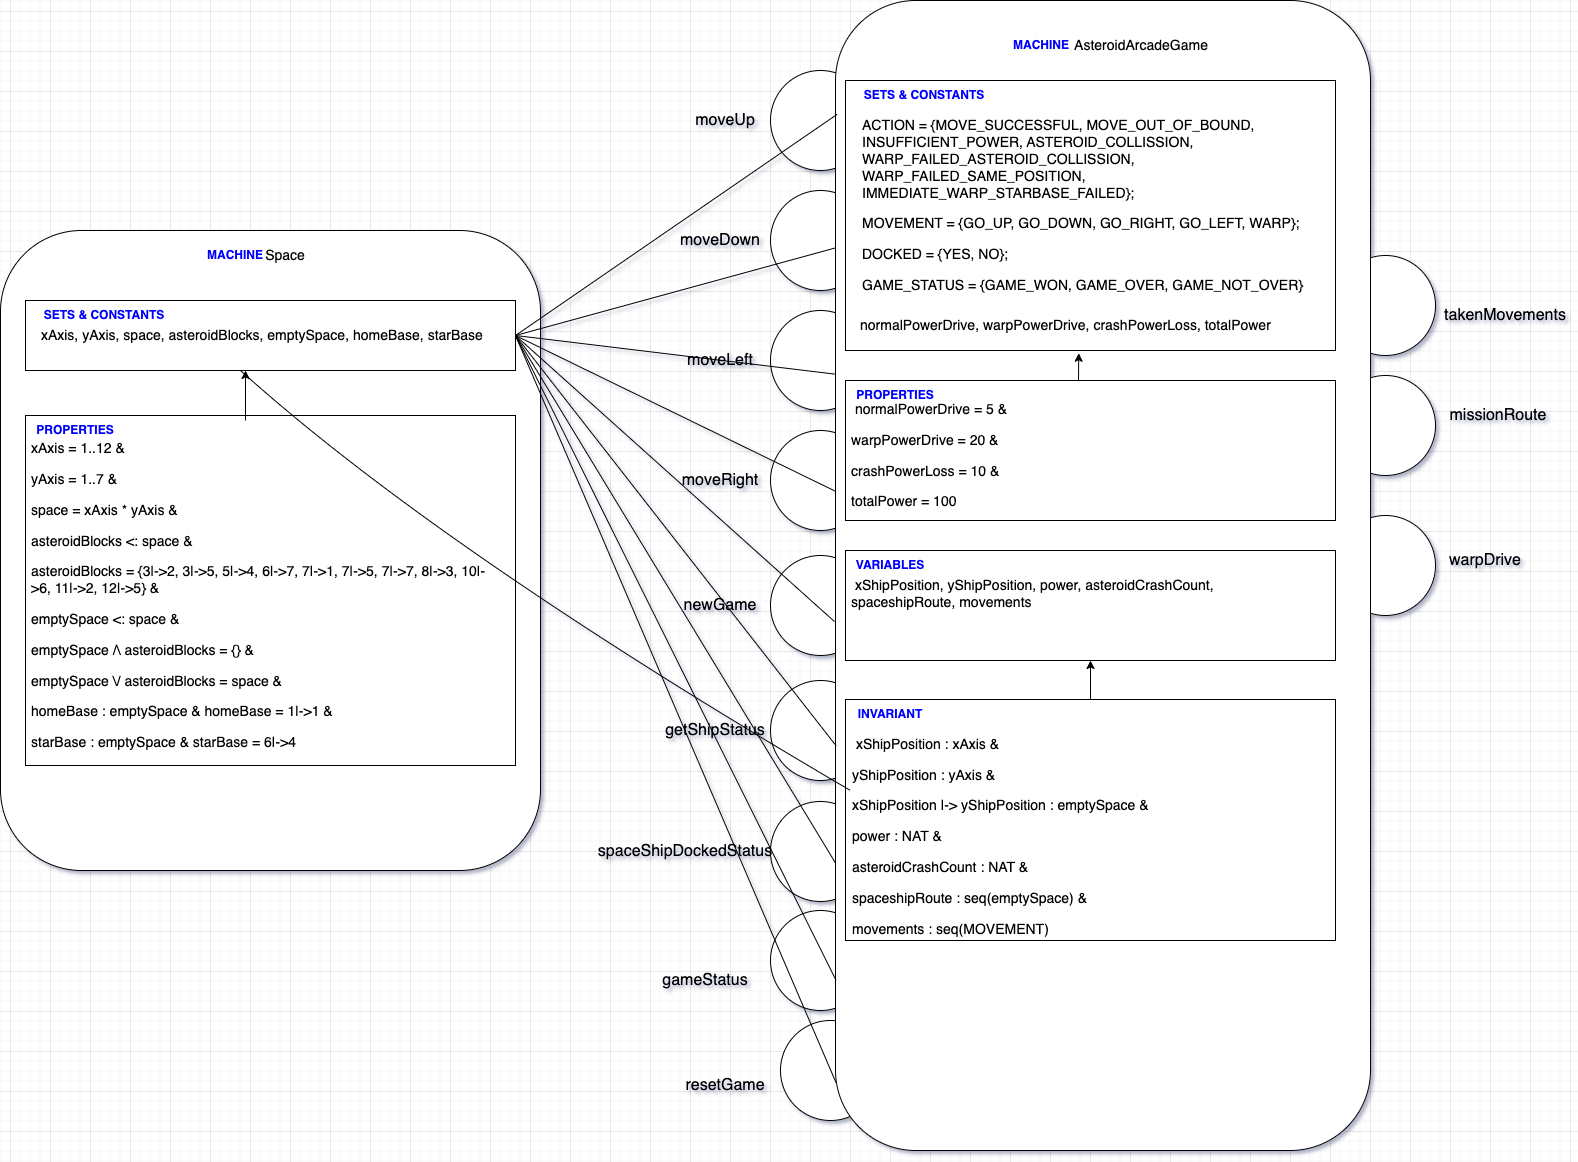 MACHINE Space
SETS & CONSTANTS
xAxis, yAxis, space, asteroidBlocks, emptySpace, homeBase, starBase
PROPERTIES
xAxis = 1..12 &
yAxis = 1..7 &
space = xAxis * yAxis &
asteroidBlocks <: space &
asteroidBlocks = {3|->2, 3|->5, 5|->4, 6|->7, 7|->1, 7|->5, 7|->7, 8|->3, 10|-
>6, 11|->2, 12|->5} &
emptySpace <: space &
emptySpace /\ asteroidBlocks = {} &
emptySpace \/ asteroidBlocks = space &
homeBase : emptySpace & homeBase = 1|->1 &
starBase : emptySpace & starBase = 6|->4
moveUp
moveDown
moveLeft
moveRight
newGame
getShipStatus
spaceShipDockedStatus
gameStatus
resetGame
MACHINE AsteroidArcadeGame
SETS & CONSTANTS
ACTION = {MOVE_SUCCESSFUL, MOVE_OUT_OF_BOUND,
INSUFFICIENT_POWER, ASTEROID_COLLISSION,
WARP_FAILED_ASTEROID_COLLISSION,
WARP_FAILED_SAME_POSITION,
IMMEDIATE_WARP_STARBASE_FAILED};
MOVEMENT = {GO_UP, GO_DOWN, GO_RIGHT, GO_LEFT, WARP};
DOCKED = {YES, NO};
GAME_STATUS = {GAME_WON, GAME_OVER, GAME_NOT_OVER}
normalPowerDrive, warpPowerDrive, crashPowerLoss, totalPower
PROPERTIES
normalPowerDrive = 5 &
warpPowerDrive = 20 &
crashPowerLoss = 10 &
totalPower = 100
VARIABLES
xShipPosition, yShipPosition, power, asteroidCrashCount,
spaceshipRoute, movements
INVARIANT
xShipPosition : xAxis &
yShipPosition : yAxis &
xShipPosition |-> yShipPosition : emptySpace &
power : NAT &
asteroidCrashCount : NAT &
spaceshipRoute : seq(emptySpace) &
movements : seq(MOVEMENT)
takenMovements
missionRoute
warpDrive